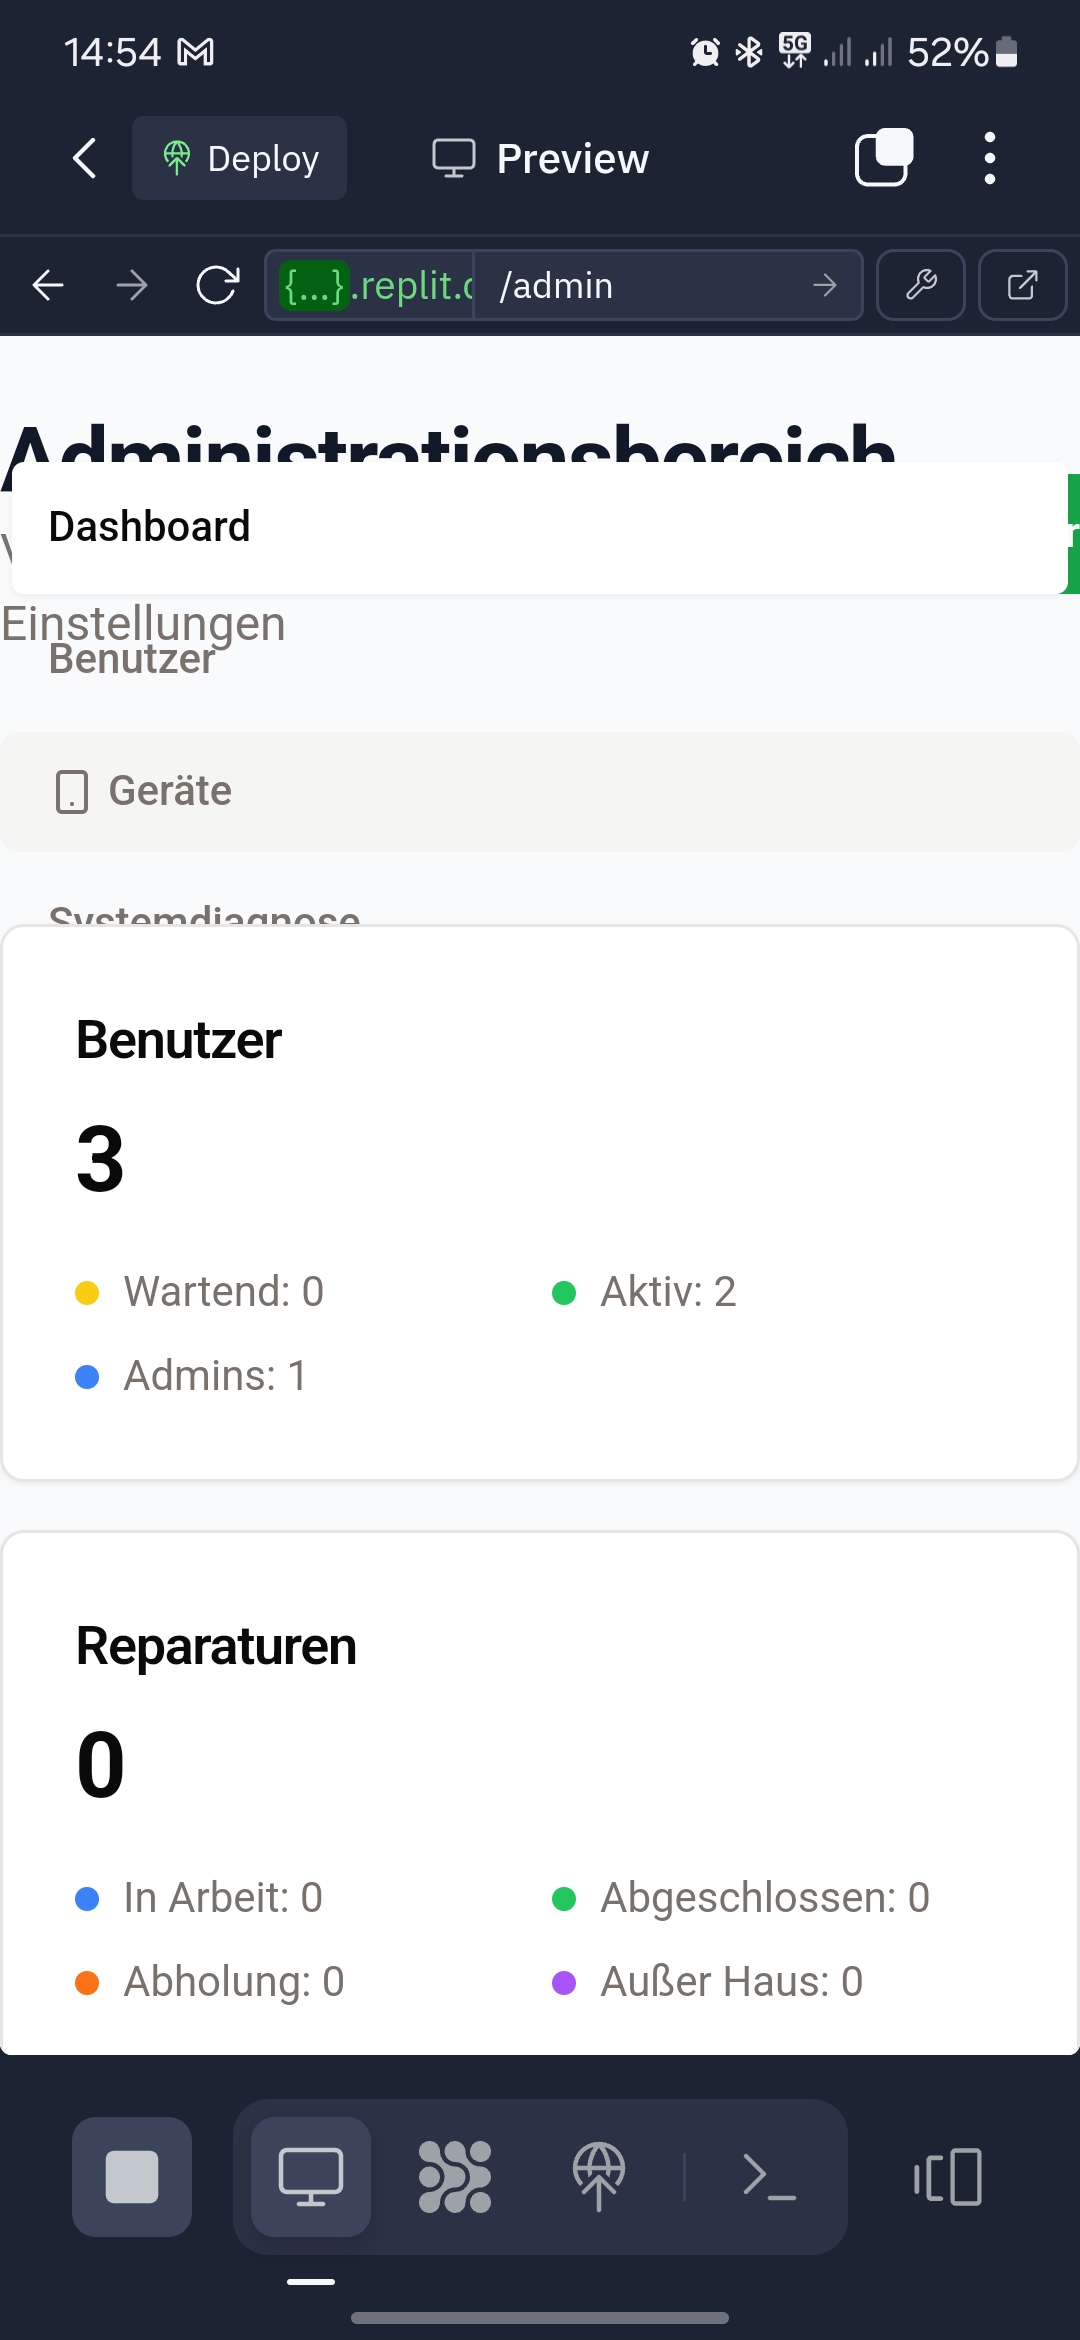 14:54
5G
52%
Deploy
Preview
{...}.replit.c
/admin
Administrationsbereich
Dashboard
Einstellungen
Benutzer
Geräte
Systemdiagnose
Benutzer
3
Wartend: 0
Aktiv: 2
Admins: 1
Reparaturen
0
In Arbeit: 0
Abgeschlossen: 0
Abholung: 0
Außer Haus: 0